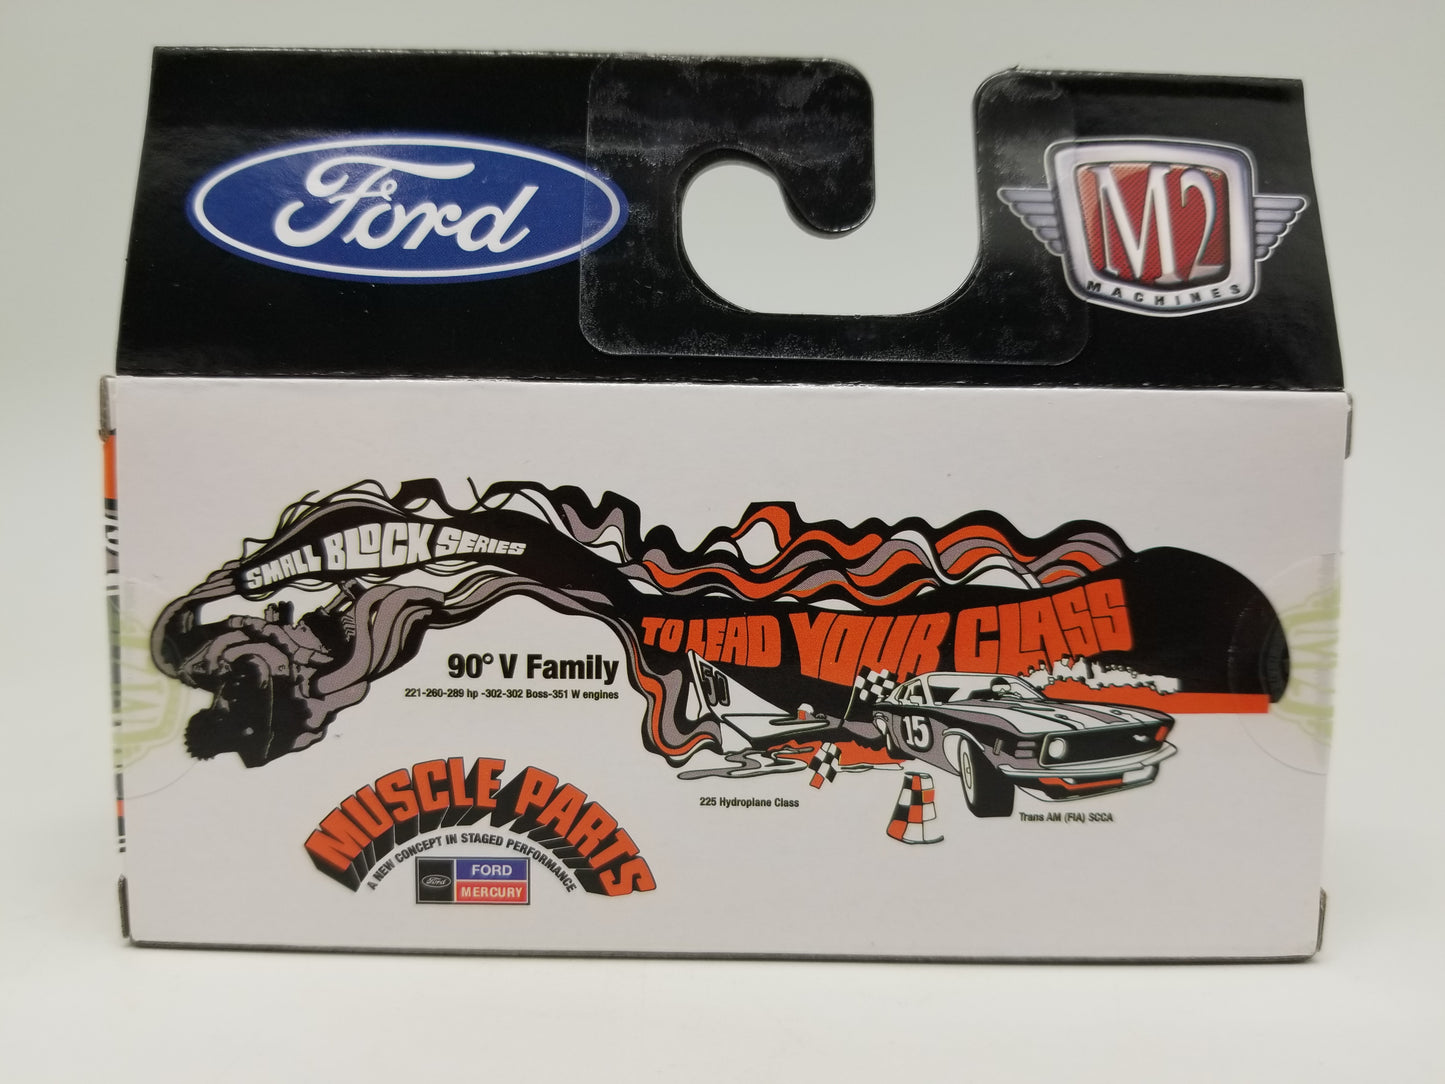 Ford
M2
MACHINES
SMALL BLOCK SERIES
TO LEAD YOUR CLASS
90° V Family
221-260-289 hp -302-302 Boss-351 W engines
50
15
225 Hydroplane Class
Trans AM (FIA) SCCA
MUSCLE PARTS
A NEW CONCEPT IN STAGED PERFORMANCE
Ford
FORD
MERCURY